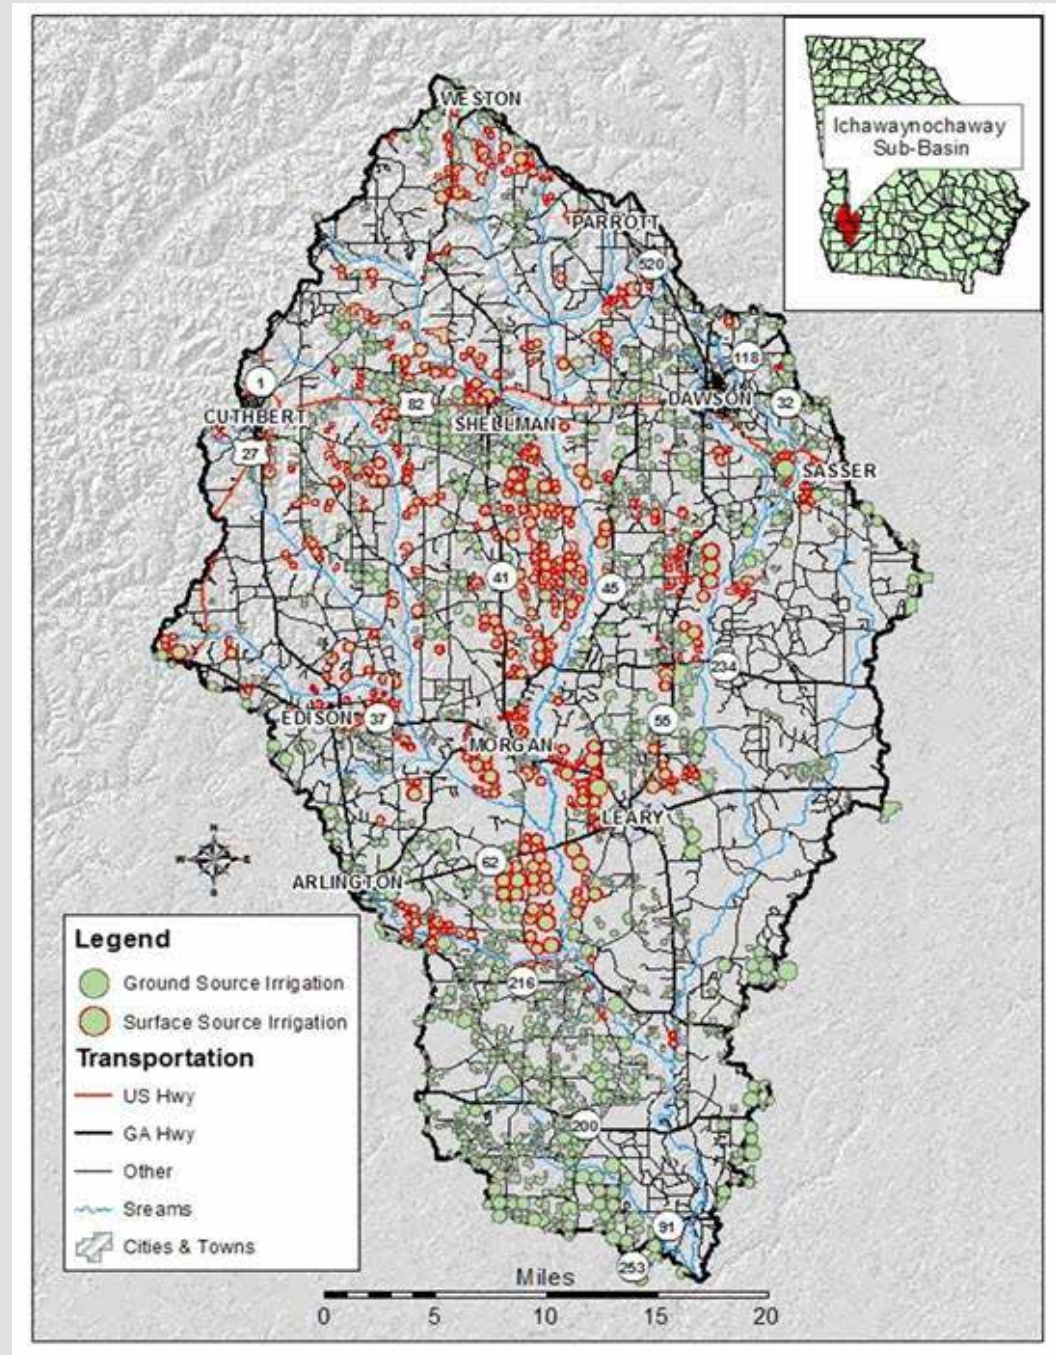 WESTON
Ichawaynochaway
Sub-Basin
PARROTT
520
118
1
82
DAWSON
32
CUTHBERT
SHELLMAN
27
SASSER
41
45
234
EDISON
37
55
MORGAN
LEARY
62
ARLINGTON
N
W
E
S
216
200
91
253
Legend
Ground Source Irrigation
Surface Source Irrigation
Transportation
US Hwy
GA Hwy
Other
Sreams
Cities & Towns
Miles
0 5 10 15 20